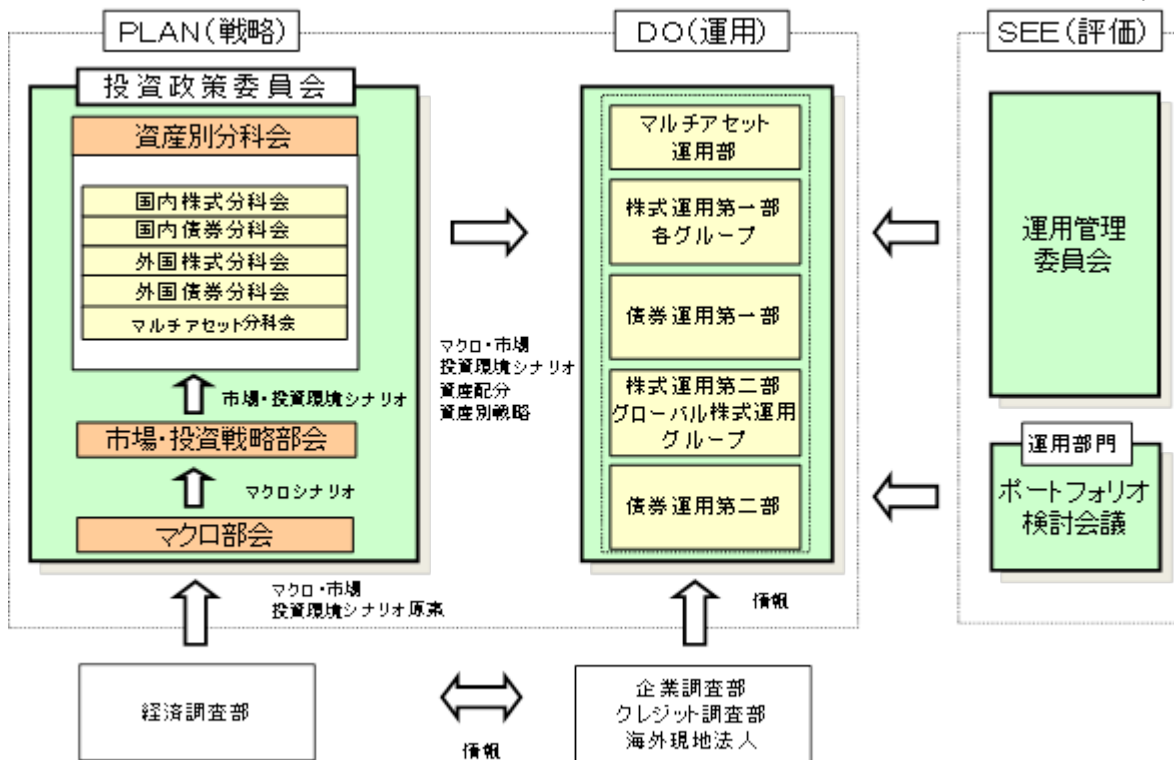 PLAN(戦略)
投資政策委員会
資産別分科会
国内株式分科会
国内債券分科会
外国株式分科会
外国債券分科会
マルチアセット分科会
市場・投資環境シナリオ
市場・投資戦略部会
マクロシナリオ
マクロ部会
マクロ・市場
投資環境シナリオ原案
経済調査部
マクロ・市場
投資環境シナリオ
資産配分
資産別戦略
情報
DO(運用)
マルチアセット
運用部
株式運用第一部
各グループ
債券運用第一部
株式運用第二部
グローバル株式運用
グループ
債券運用第二部
情報
企業調査部
クレジット調査部
海外現地法人
SEE(評価)
運用管理
委員会
運用部門
ポートフォリオ
検討会議